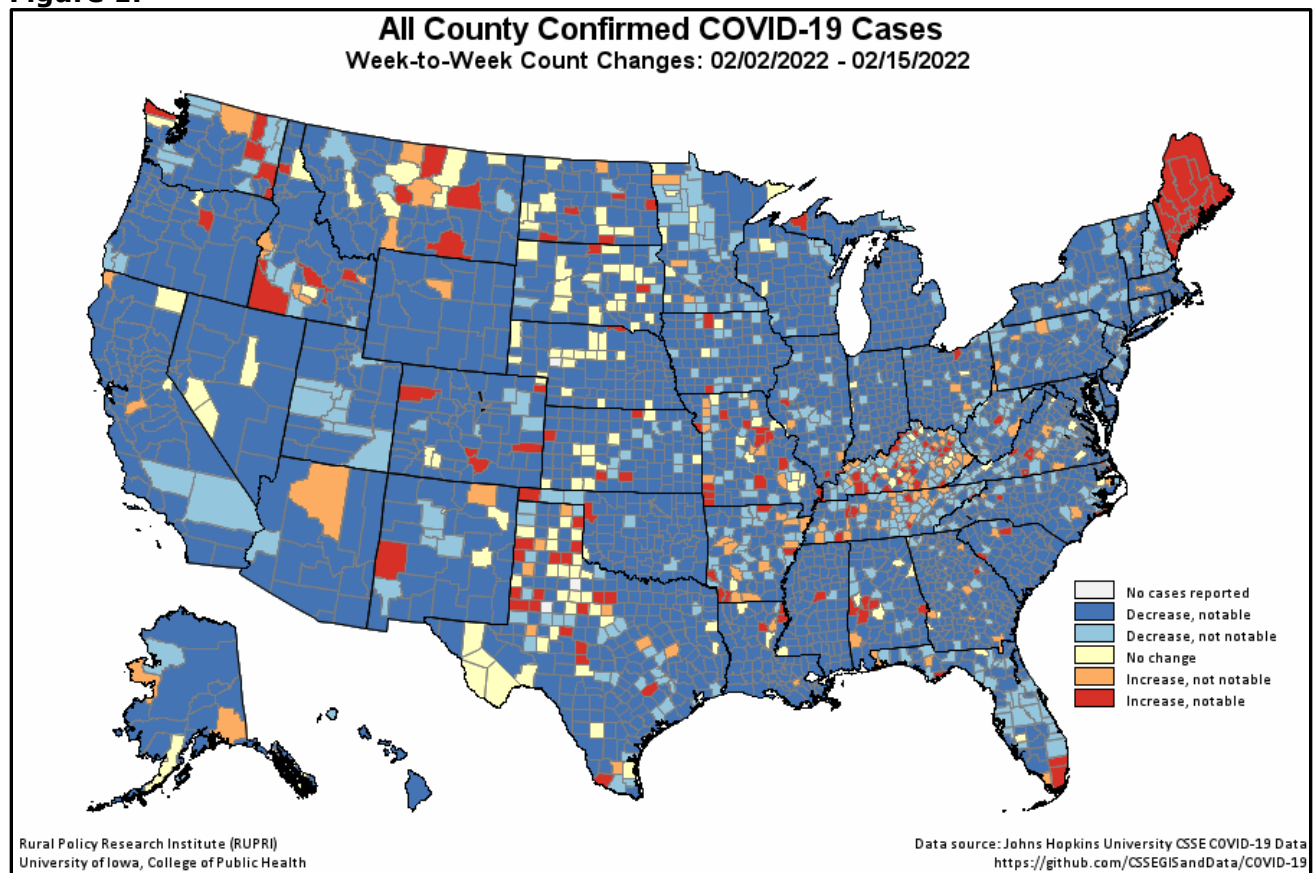 All County Confirmed COVID-19 Cases
Week-to-Week Count Changes: 02/02/2022 - 02/15/2022
No cases reported
Decrease, notable
Decrease, not notable
No change
Increase, not notable
Increase, notable
Rural Policy Research Institute (RUPRI)
University of Iowa, College of Public Health
Data source: Johns Hopkins University CSSE COVID-19 Data
https://github.com/CSSEGISandData/COVID-19